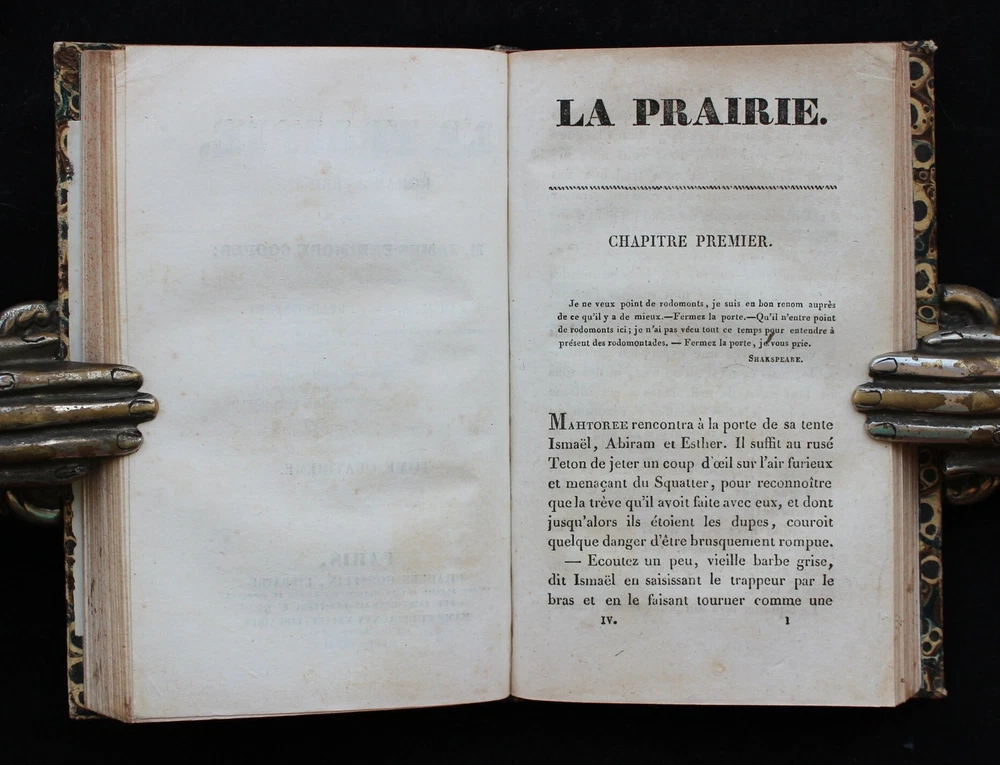 LA PRAIRIE.
CHAPITRE PREMIER.
Je ne veux point de rodomonts, je suis en bon renom auprès
de ce qu'il y a de mieux.—Fermez la porte.—Qu'il n'entre point
de rodomonts ici; je n'ai pas vécu tout ce temps pour entendre à
présent des rodomontades. — Fermez la porte, je vous prie.
SHAKSPEARE.
MAHTOREE rencontra à la porte de sa tente
Ismaël, Abiram et Esther. Il suffit au rusé
Teton de jeter un coup d'œil sur l'air furieux
et menaçant du Squatter, pour reconnoître
que la trève qu'il avoit faite avec eux, et dont
jusqu'alors ils étoient les dupes, couroit
quelque danger d'être brusquement rompue.
— Ecoutez un peu, vieille barbe grise,
dit Ismaël en saisissant le trappeur par le
bras et en le faisant tourner comme une
IV. 1